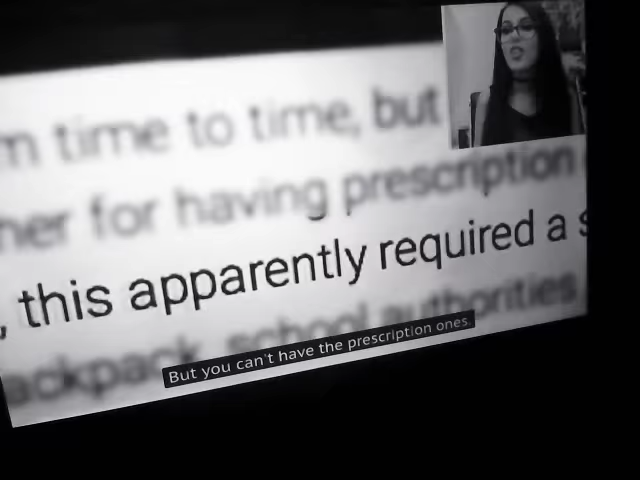 m time to time, but
her for having prescription
, this apparently required a s
ackpack, school authorities
But you can't have the prescription ones.